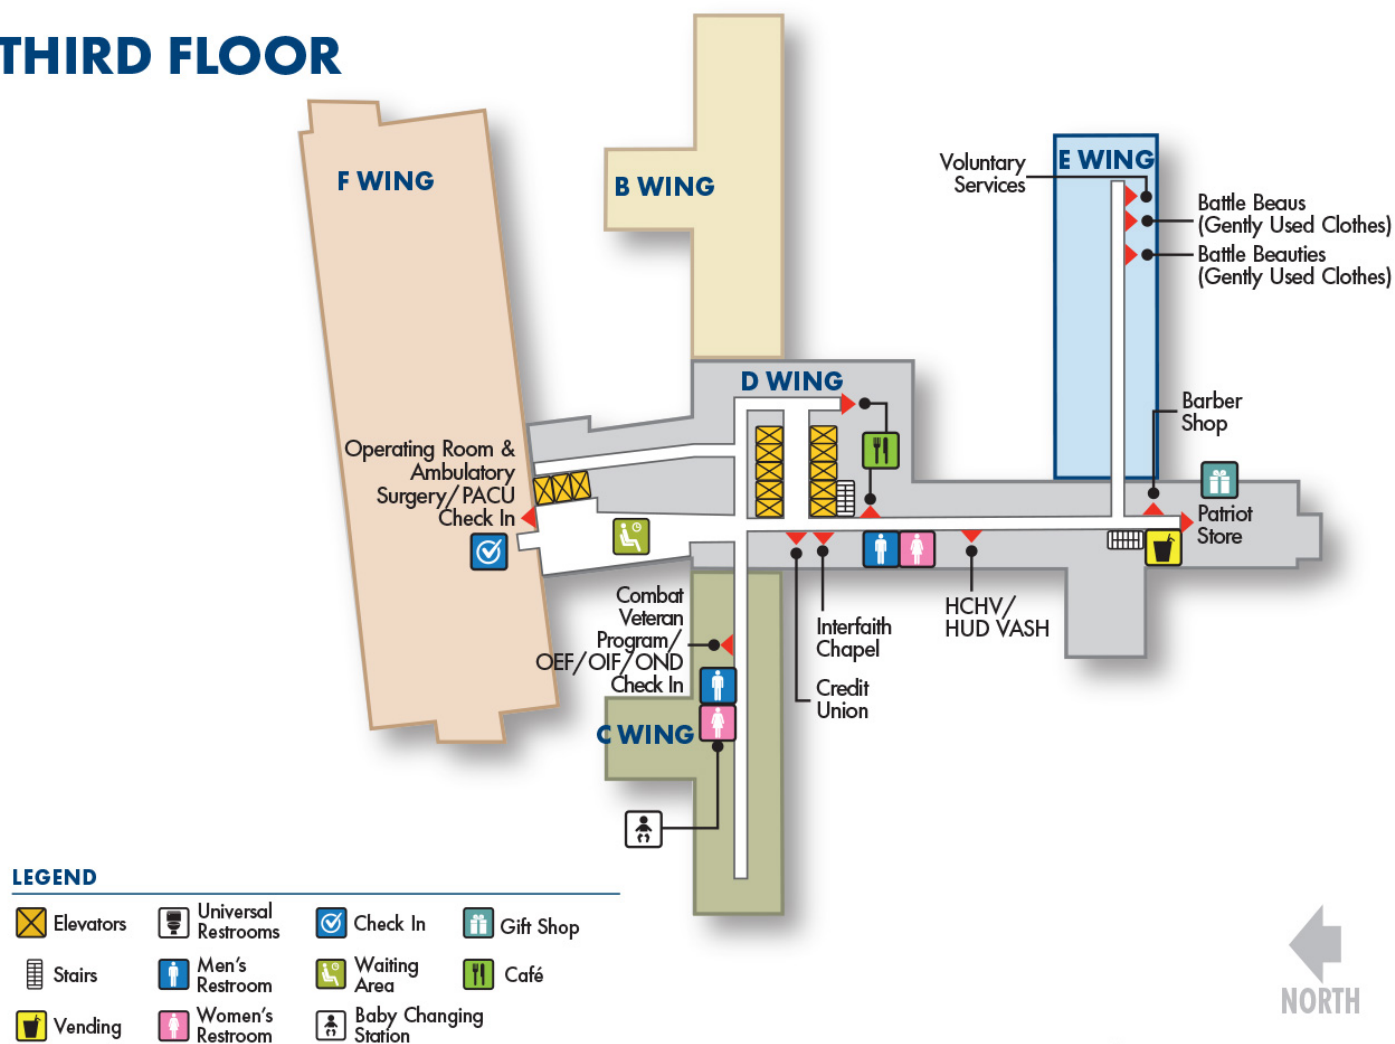 THIRD FLOOR
F WING
B WING
Voluntary
Services
E WING
Battle Beaus
(Gently Used Clothes)
Battle Beauties
(Gently Used Clothes)
D WING
Barber
Shop
Operating Room &
Ambulatory
Surgery/PACU
Check In
Patriot
Store
Combat
Veteran
Program/
OEF/OIF/OND
Check In
Interfaith
Chapel
HCHV/
HUD VASH
Credit
Union
C WING
LEGEND
Elevators
Universal
Restrooms
Check In
Gift Shop
Stairs
Men's
Restroom
Waiting
Area
Café
Vending
Women's
Restroom
Baby Changing
Station
NORTH